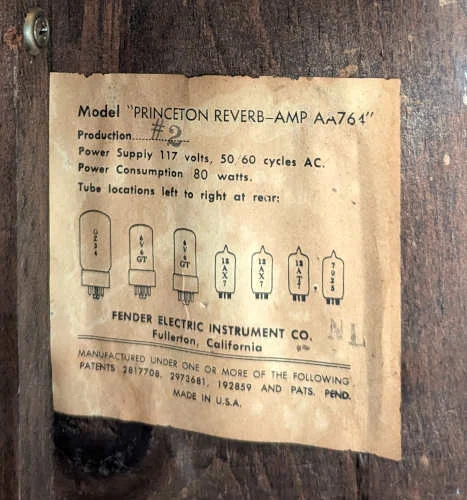 Model "PRINCETON REVERB-AMP AA764"
Production......#2......
Power Supply 117 volts, 50/60 cycles AC.
Power Consumption 80 watts.
Tube locations left to right at rear:
GZ34 6V6GT 6V6GT 12AX7 12AX7 12AT7 7025
FENDER ELECTRIC INSTRUMENT CO. NL
Fullerton, California
MANUFACTURED UNDER ONE OR MORE OF THE FOLLOWING
PATENTS 2817708, 2973681, 192859 AND PATS. PEND.
MADE IN U.S.A.